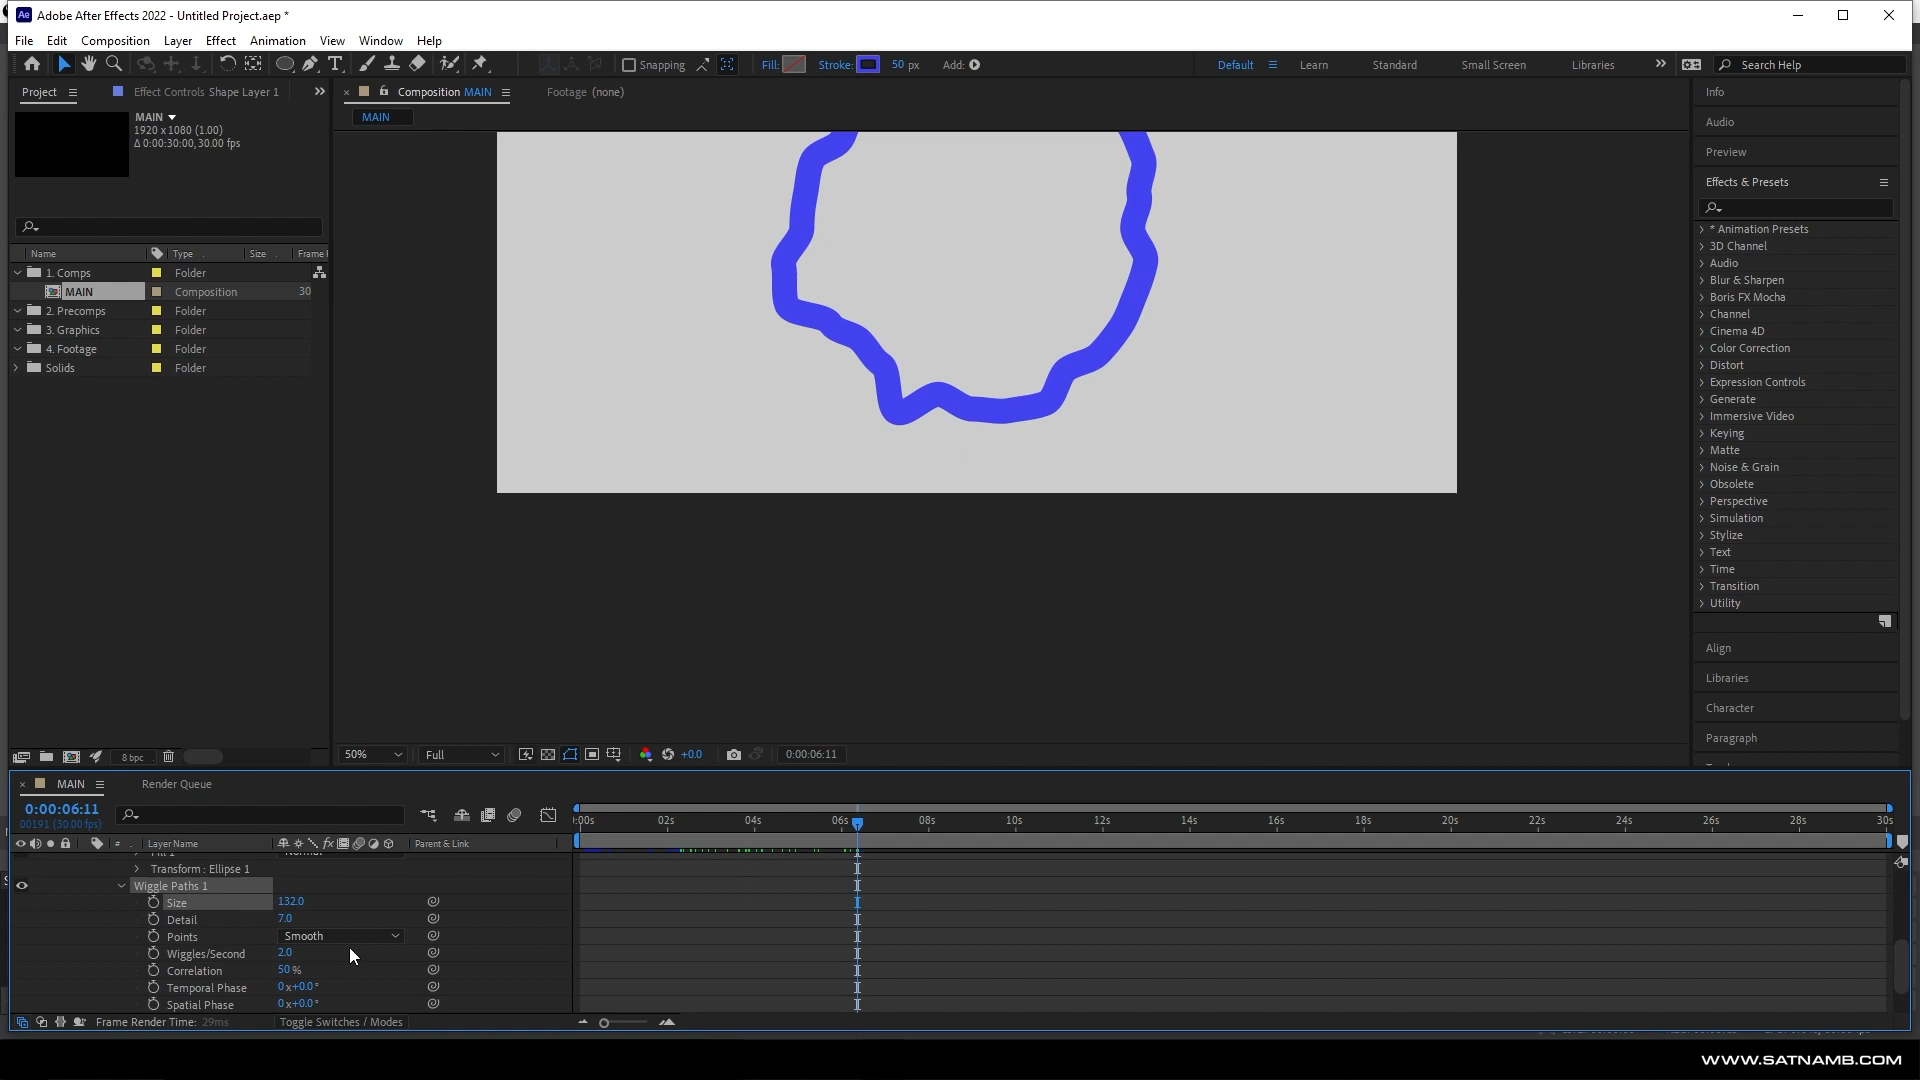 Ae Adobe After Effects 2022 - Untitled Project.aep *
File Edit Composition Layer Effect Animation View Window Help
Snapping Fill: Stroke: 50 px Add: Default Learn Standard Small Screen Libraries Search Help
Project Effect Controls Shape Layer 1 Composition MAIN Footage (none)
MAIN
1920 x 1080 (1.00)
Δ 0:00:30:00, 30.00 fps
MAIN
Name Type Size Frame
1. Comps Folder
MAIN Composition 30
2. Precomps Folder
3. Graphics Folder
4. Footage Folder
Solids Folder
Info
Audio
Preview
Effects & Presets
* Animation Presets
3D Channel
Audio
Blur & Sharpen
Boris FX Mocha
Channel
Cinema 4D
Color Correction
Distort
Expression Controls
Generate
Immersive Video
Keying
Matte
Noise & Grain
Obsolete
Perspective
Simulation
Stylize
Text
Time
Transition
Utility
Align
Libraries
Character
Paragraph
8 bpc
50% Full +0.0 0:00:06:11
MAIN Render Queue
0:00:06:11
00191 (30.00 fps)
:00s 02s 04s 06s 08s 10s 12s 14s 16s 18s 20s 22s 24s 26s 28s 30s
# Layer Name fx Parent & Link
Transform : Ellipse 1
Wiggle Paths 1
Size 132.0
Detail 7.0
Points Smooth
Wiggles/Second 2.0
Correlation 50 %
Temporal Phase 0 x +0.0 °
Spatial Phase 0 x +0.0 °
Frame Render Time: 29ms Toggle Switches / Modes
WWW.SATNAMB.COM